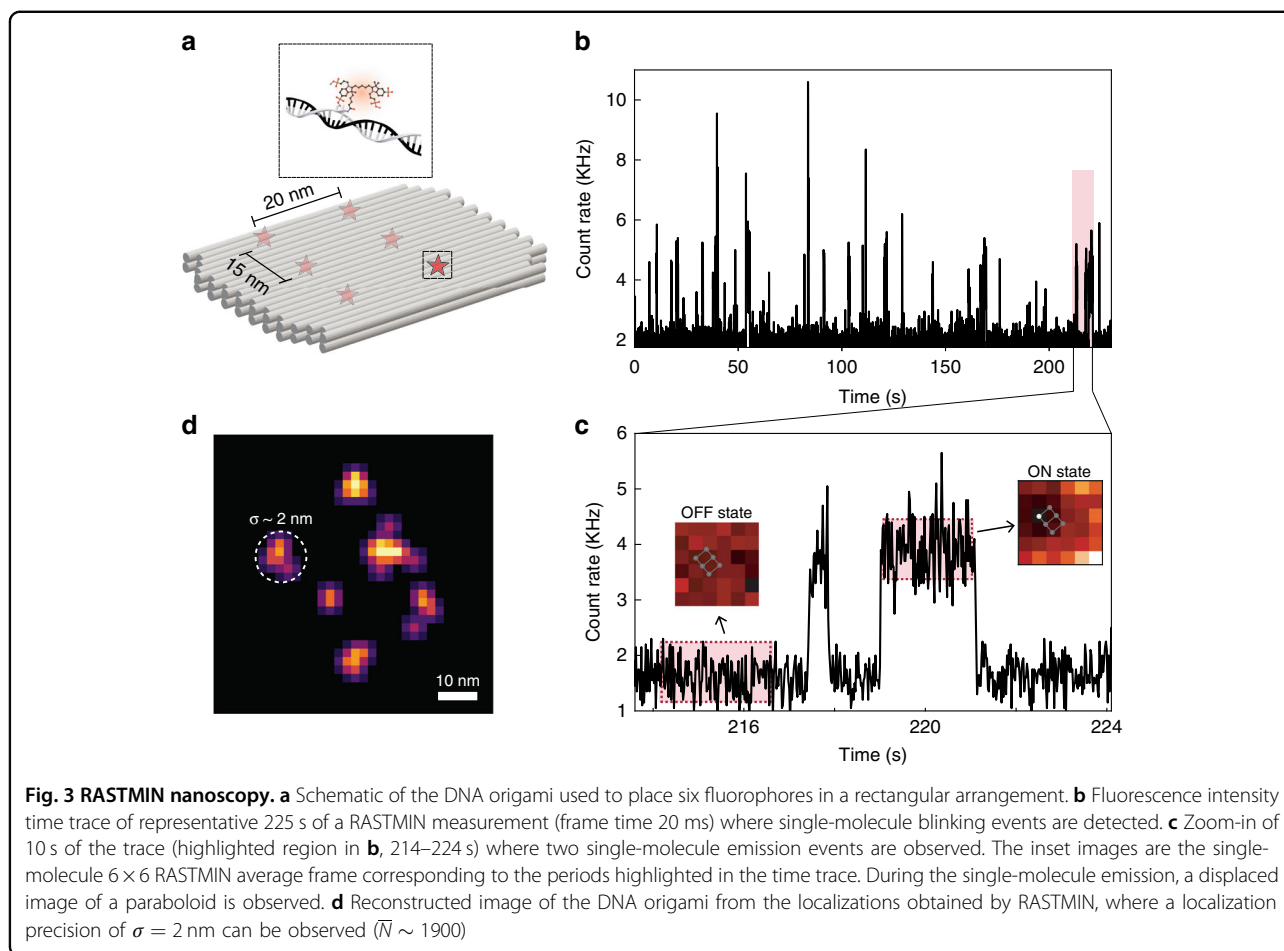 a
20 nm
15 nm
b
Count rate (KHz)
10
8
6
4
2
0
50
100
150
200
Time (s)
d
σ ~ 2 nm
10 nm
c
Count rate (KHz)
6
5
4
3
2
1
OFF state
ON state
216
220
224
Time (s)
Fig. 3 RASTMIN nanoscopy. a Schematic of the DNA origami used to place six fluorophores in a rectangular arrangement. b Fluorescence intensity
time trace of representative 225 s of a RASTMIN measurement (frame time 20 ms) where single-molecule blinking events are detected. c Zoom-in of
10 s of the trace (highlighted region in b, 214–224 s) where two single-molecule emission events are observed. The inset images are the single-
molecule 6 × 6 RASTMIN average frame corresponding to the periods highlighted in the time trace. During the single-molecule emission, a displaced
image of a paraboloid is observed. d Reconstructed image of the DNA origami from the localizations obtained by RASTMIN, where a localization
precision of σ = 2 nm can be observed (N̅ ∼ 1900)